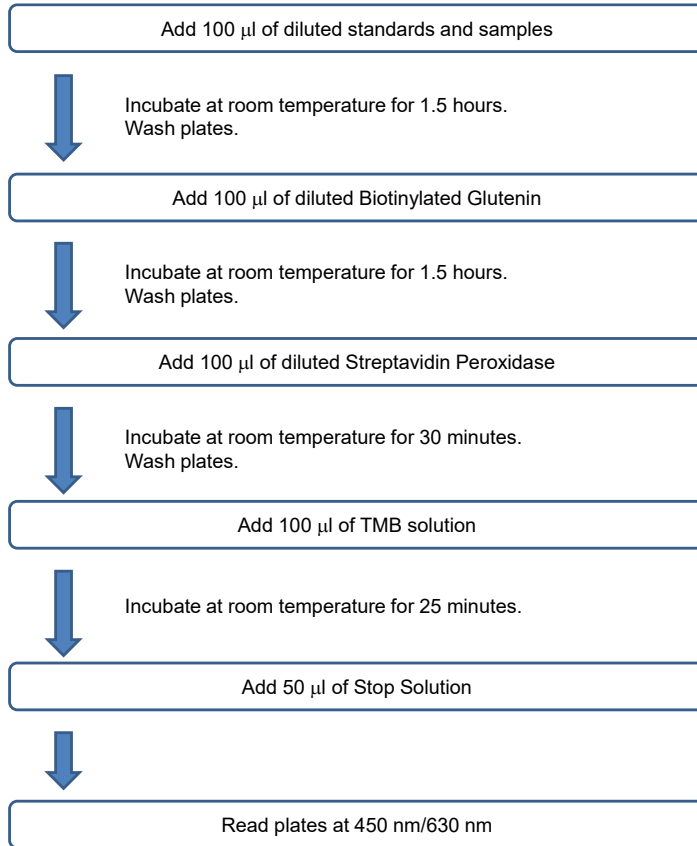 Add 100 μl of diluted standards and samples
Incubate at room temperature for 1.5 hours.
Wash plates.
Add 100 μl of diluted Biotinylated Glutenin
Incubate at room temperature for 1.5 hours.
Wash plates.
Add 100 μl of diluted Streptavidin Peroxidase
Incubate at room temperature for 30 minutes.
Wash plates.
Add 100 μl of TMB solution
Incubate at room temperature for 25 minutes.
Add 50 μl of Stop Solution
Read plates at 450 nm/630 nm